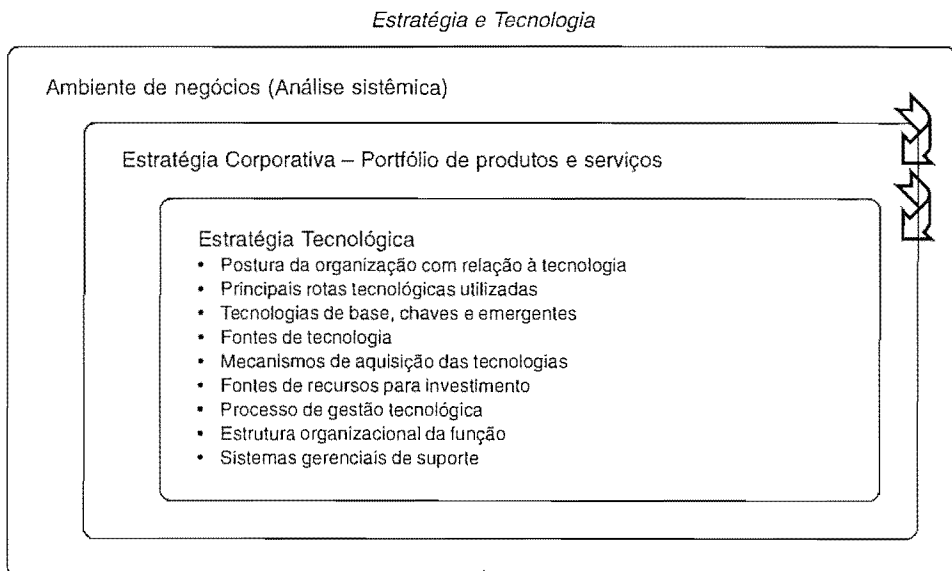 Estratégia e Tecnologia
Ambiente de negócios (Análise sistêmica)
Estratégia Corporativa – Portfólio de produtos e serviços
Estratégia Tecnológica
• Postura da organização com relação à tecnologia
• Principais rotas tecnológicas utilizadas
• Tecnologias de base, chaves e emergentes
• Fontes de tecnologia
• Mecanismos de aquisição das tecnologias
• Fontes de recursos para investimento
• Processo de gestão tecnológica
• Estrutura organizacional da função
• Sistemas gerenciais de suporte